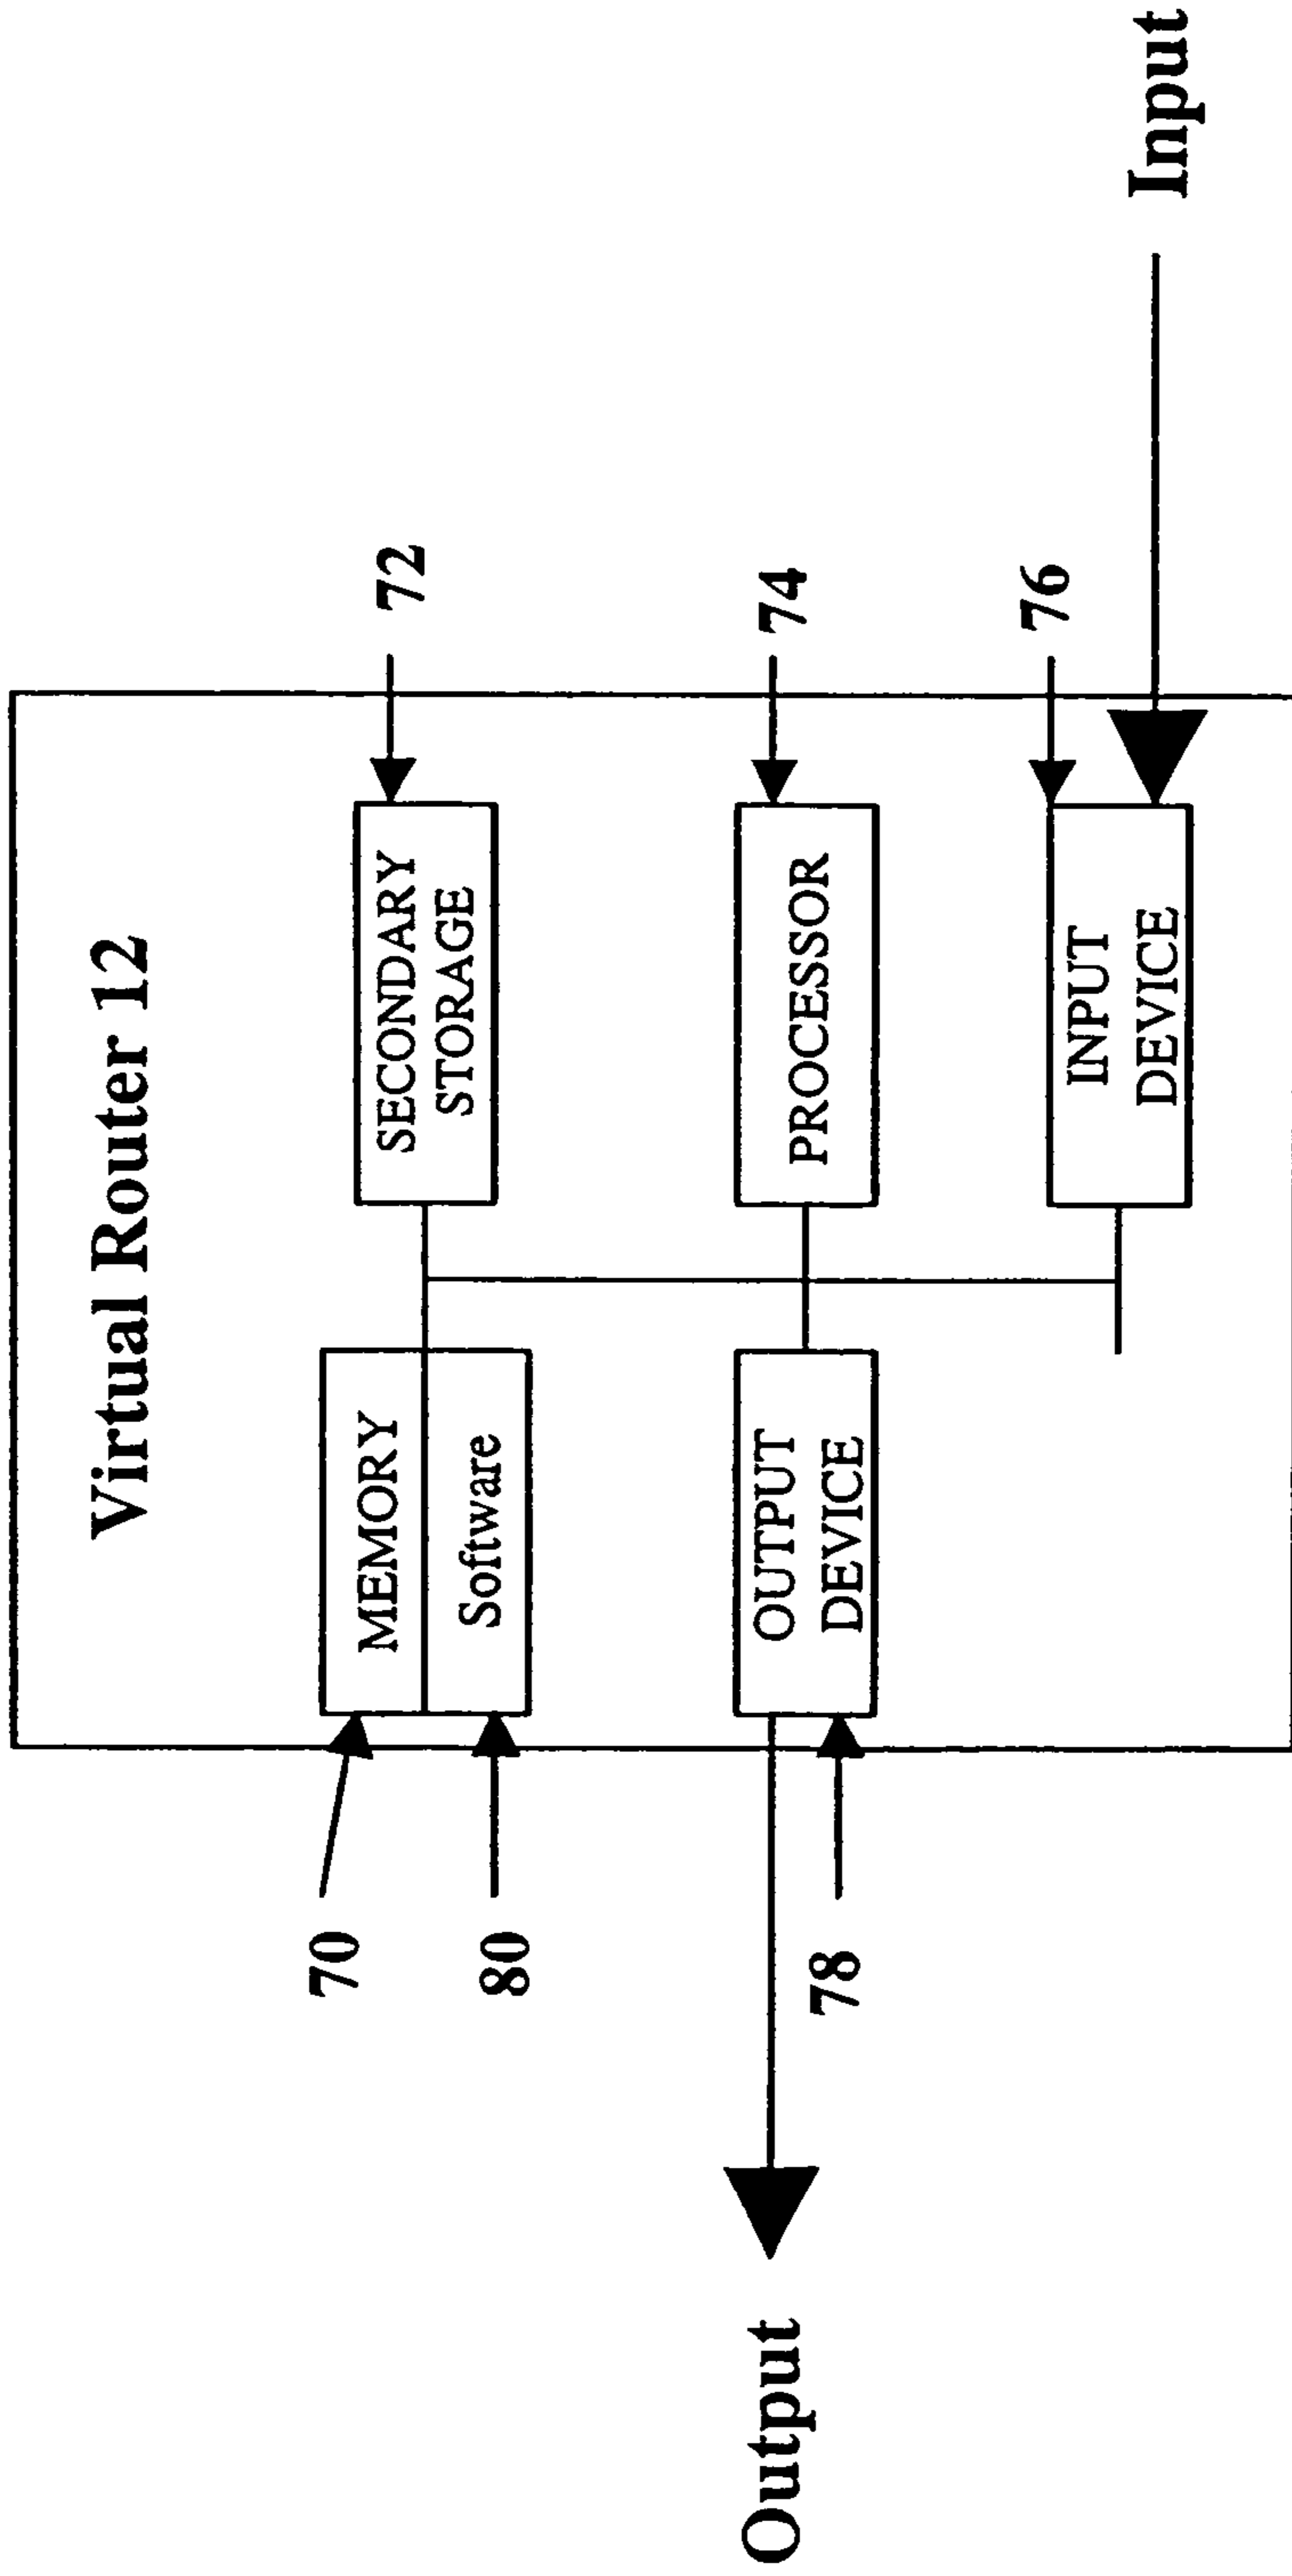 Virtual Router 12
70
MEMORY
Software
80
SECONDARY
STORAGE
72
OUTPUT
DEVICE
78
PROCESSOR
74
INPUT
DEVICE
76
Output
Input